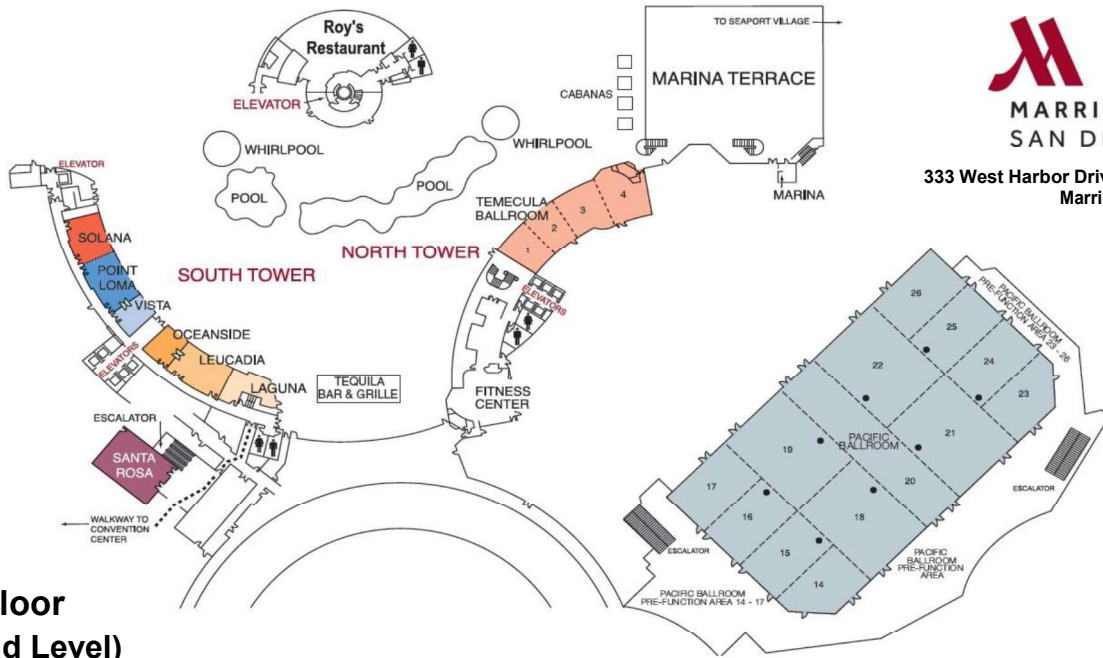 Roy's
Restaurant
ELEVATOR
TO SEAPORT VILLAGE
MARINA TERRACE
CABANAS
WHIRLPOOL
WHIRLPOOL
POOL
POOL
MARINA
MARRI
SAN D
333 West Harbor Driv
Marri
ELEVATOR
SOLANA
POINT
LOMA
VISTA
SOUTH TOWER
NORTH TOWER
TEMECULA
BALLROOM
1
2
3
4
ELEVATORS
OCEANSIDE
LEUCADIA
LAGUNA
ELEVATORS
TEQUILA
BAR & GRILLE
FITNESS
CENTER
ESCALATOR
SANTA
ROSA
WALKWAY TO
CONVENTION
CENTER
PACIFIC BALLROOM
PRE-FUNCTION AREA 23 - 26
26
25
24
23
22
21
PACIFIC
BALLROOM
19
20
17
16
18
15
14
ESCALATOR
ESCALATOR
PACIFIC
BALLROOM
PRE-FUNCTION
AREA
PACIFIC BALLROOM
PRE-FUNCTION AREA 14 - 17
loor
d Level)